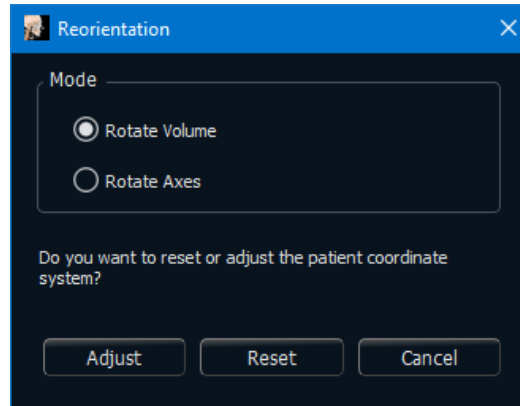 Reorientation
Mode
Rotate Volume
Rotate Axes
Do you want to reset or adjust the patient coordinate
system?
Adjust Reset Cancel